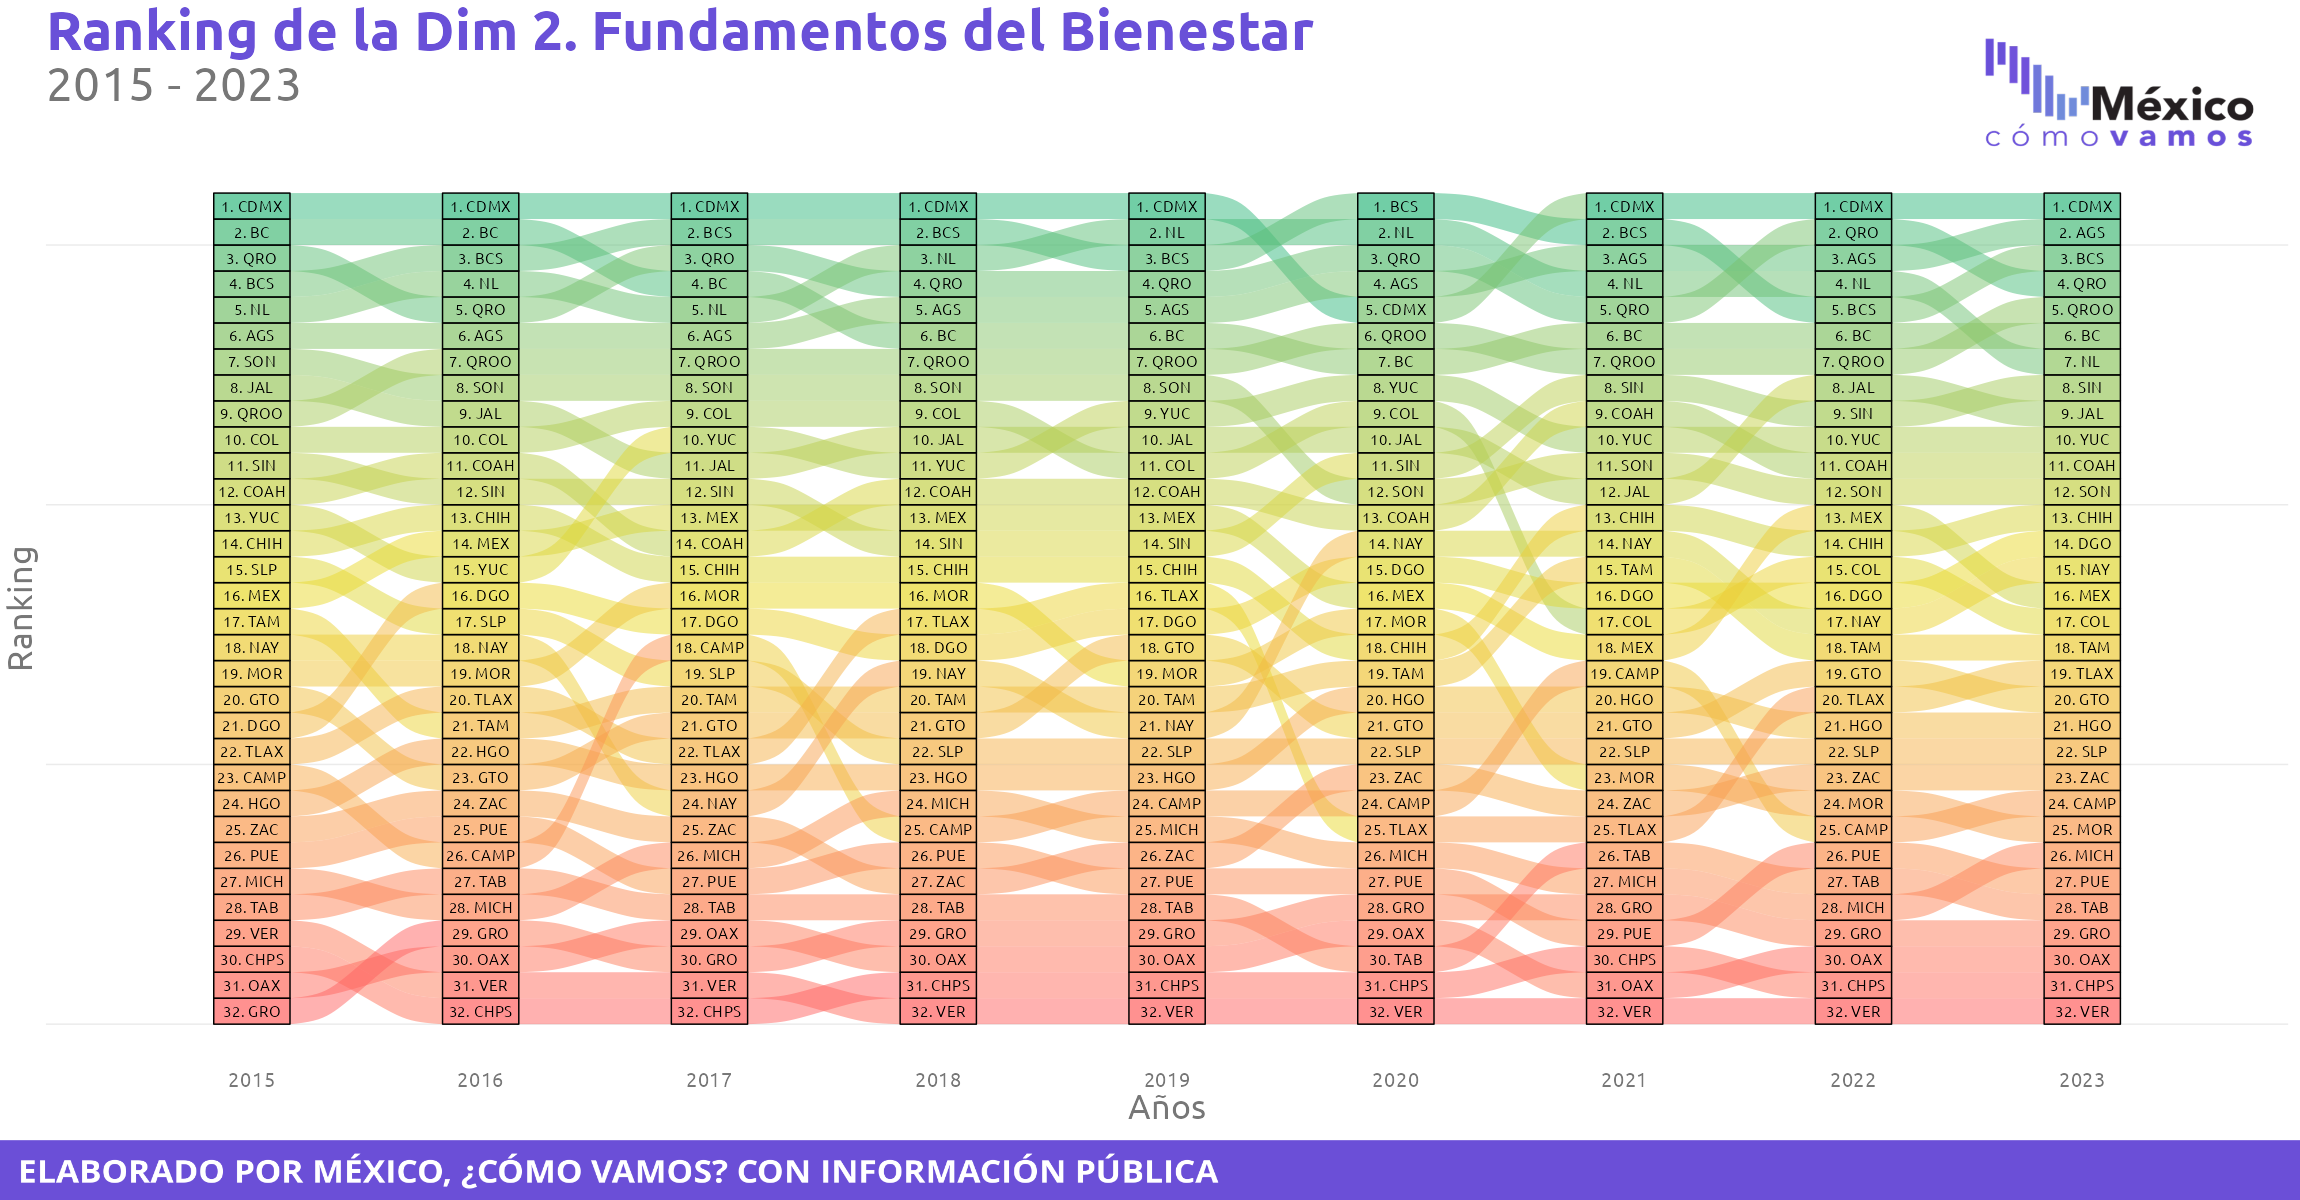 Ranking de la Dim 2. Fundamentos del Bienestar
2015 - 2023
México
cómovamos
Ranking
1. CDMX 1. CDMX 1. CDMX 1. CDMX 1. CDMX 1. BCS 1. CDMX 1. CDMX 1. CDMX
2. BC 2. BC 2. BCS 2. BCS 2. NL 2. NL 2. BCS 2. QRO 2. AGS
3. QRO 3. BCS 3. QRO 3. NL 3. BCS 3. QRO 3. AGS 3. AGS 3. BCS
4. BCS 4. NL 4. BC 4. QRO 4. QRO 4. AGS 4. NL 4. NL 4. QRO
5. NL 5. QRO 5. NL 5. AGS 5. AGS 5. CDMX 5. QRO 5. BCS 5. QROO
6. AGS 6. AGS 6. AGS 6. BC 6. BC 6. QROO 6. BC 6. BC 6. BC
7. SON 7. QROO 7. QROO 7. QROO 7. QROO 7. BC 7. QROO 7. QROO 7. NL
8. JAL 8. SON 8. SON 8. SON 8. SON 8. YUC 8. SIN 8. JAL 8. SIN
9. QROO 9. JAL 9. COL 9. COL 9. YUC 9. COL 9. COAH 9. SIN 9. JAL
10. COL 10. COL 10. YUC 10. JAL 10. JAL 10. JAL 10. YUC 10. YUC 10. YUC
11. SIN 11. COAH 11. JAL 11. YUC 11. COL 11. SIN 11. SON 11. COAH 11. COAH
12. COAH 12. SIN 12. SIN 12. COAH 12. COAH 12. SON 12. JAL 12. SON 12. SON
13. YUC 13. CHIH 13. MEX 13. MEX 13. MEX 13. COAH 13. CHIH 13. MEX 13. CHIH
14. CHIH 14. MEX 14. COAH 14. SIN 14. SIN 14. NAY 14. NAY 14. CHIH 14. DGO
15. SLP 15. YUC 15. CHIH 15. CHIH 15. CHIH 15. DGO 15. TAM 15. COL 15. NAY
16. MEX 16. DGO 16. MOR 16. MOR 16. TLAX 16. MEX 16. DGO 16. DGO 16. MEX
17. TAM 17. SLP 17. DGO 17. TLAX 17. DGO 17. MOR 17. COL 17. NAY 17. COL
18. NAY 18. NAY 18. CAMP 18. DGO 18. GTO 18. CHIH 18. MEX 18. TAM 18. TAM
19. MOR 19. MOR 19. SLP 19. NAY 19. MOR 19. TAM 19. CAMP 19. GTO 19. TLAX
20. GTO 20. TLAX 20. TAM 20. TAM 20. TAM 20. HGO 20. HGO 20. TLAX 20. GTO
21. DGO 21. TAM 21. GTO 21. GTO 21. NAY 21. GTO 21. GTO 21. HGO 21. HGO
22. TLAX 22. HGO 22. TLAX 22. SLP 22. SLP 22. SLP 22. SLP 22. SLP 22. SLP
23. CAMP 23. GTO 23. HGO 23. HGO 23. HGO 23. ZAC 23. MOR 23. ZAC 23. ZAC
24. HGO 24. ZAC 24. NAY 24. MICH 24. CAMP 24. CAMP 24. ZAC 24. MOR 24. CAMP
25. ZAC 25. PUE 25. ZAC 25. CAMP 25. MICH 25. TLAX 25. TLAX 25. CAMP 25. MOR
26. PUE 26. CAMP 26. MICH 26. PUE 26. ZAC 26. MICH 26. TAB 26. PUE 26. MICH
27. MICH 27. TAB 27. PUE 27. ZAC 27. PUE 27. PUE 27. MICH 27. TAB 27. PUE
28. TAB 28. MICH 28. TAB 28. TAB 28. TAB 28. GRO 28. GRO 28. MICH 28. TAB
29. VER 29. GRO 29. OAX 29. GRO 29. GRO 29. OAX 29. PUE 29. GRO 29. GRO
30. CHPS 30. OAX 30. GRO 30. OAX 30. OAX 30. TAB 30. CHPS 30. OAX 30. OAX
31. OAX 31. VER 31. VER 31. CHPS 31. CHPS 31. CHPS 31. OAX 31. CHPS 31. CHPS
32. GRO 32. CHPS 32. CHPS 32. VER 32. VER 32. VER 32. VER 32. VER 32. VER
2015 2016 2017 2018 2019 2020 2021 2022 2023
Años
ELABORADO POR MÉXICO, ¿CÓMO VAMOS? CON INFORMACIÓN PÚBLICA